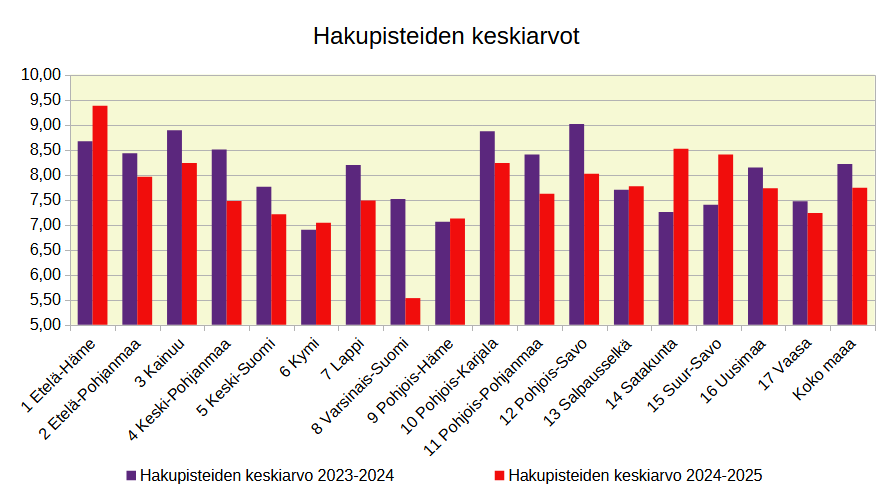 Hakupisteiden keskiarvot
10,00
9,50
9,00
8,50
8,00
7,50
7,00
6,50
6,00
5,50
5,00
1 Etelä-Häme
2 Etelä-Pohjanmaa
3 Kainuu
4 Keski-Pohjanmaa
5 Keski-Suomi
6 Kymi
7 Lappi
8 Varsinais-Suomi
9 Pohjois-Häme
10 Pohjois-Karjala
11 Pohjois-Pohjanmaa
12 Pohjois-Savo
13 Salpausselkä
14 Satakunta
15 Suur-Savo
16 Uusimaa
17 Vaasa
Koko maaa
Hakupisteiden keskiarvo 2023-2024
Hakupisteiden keskiarvo 2024-2025